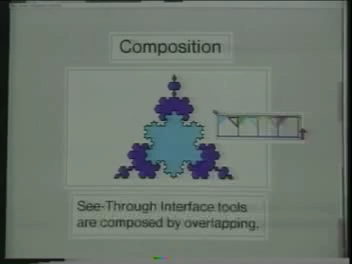 Composition
See-Through Interface tools
are composed by overlapping.